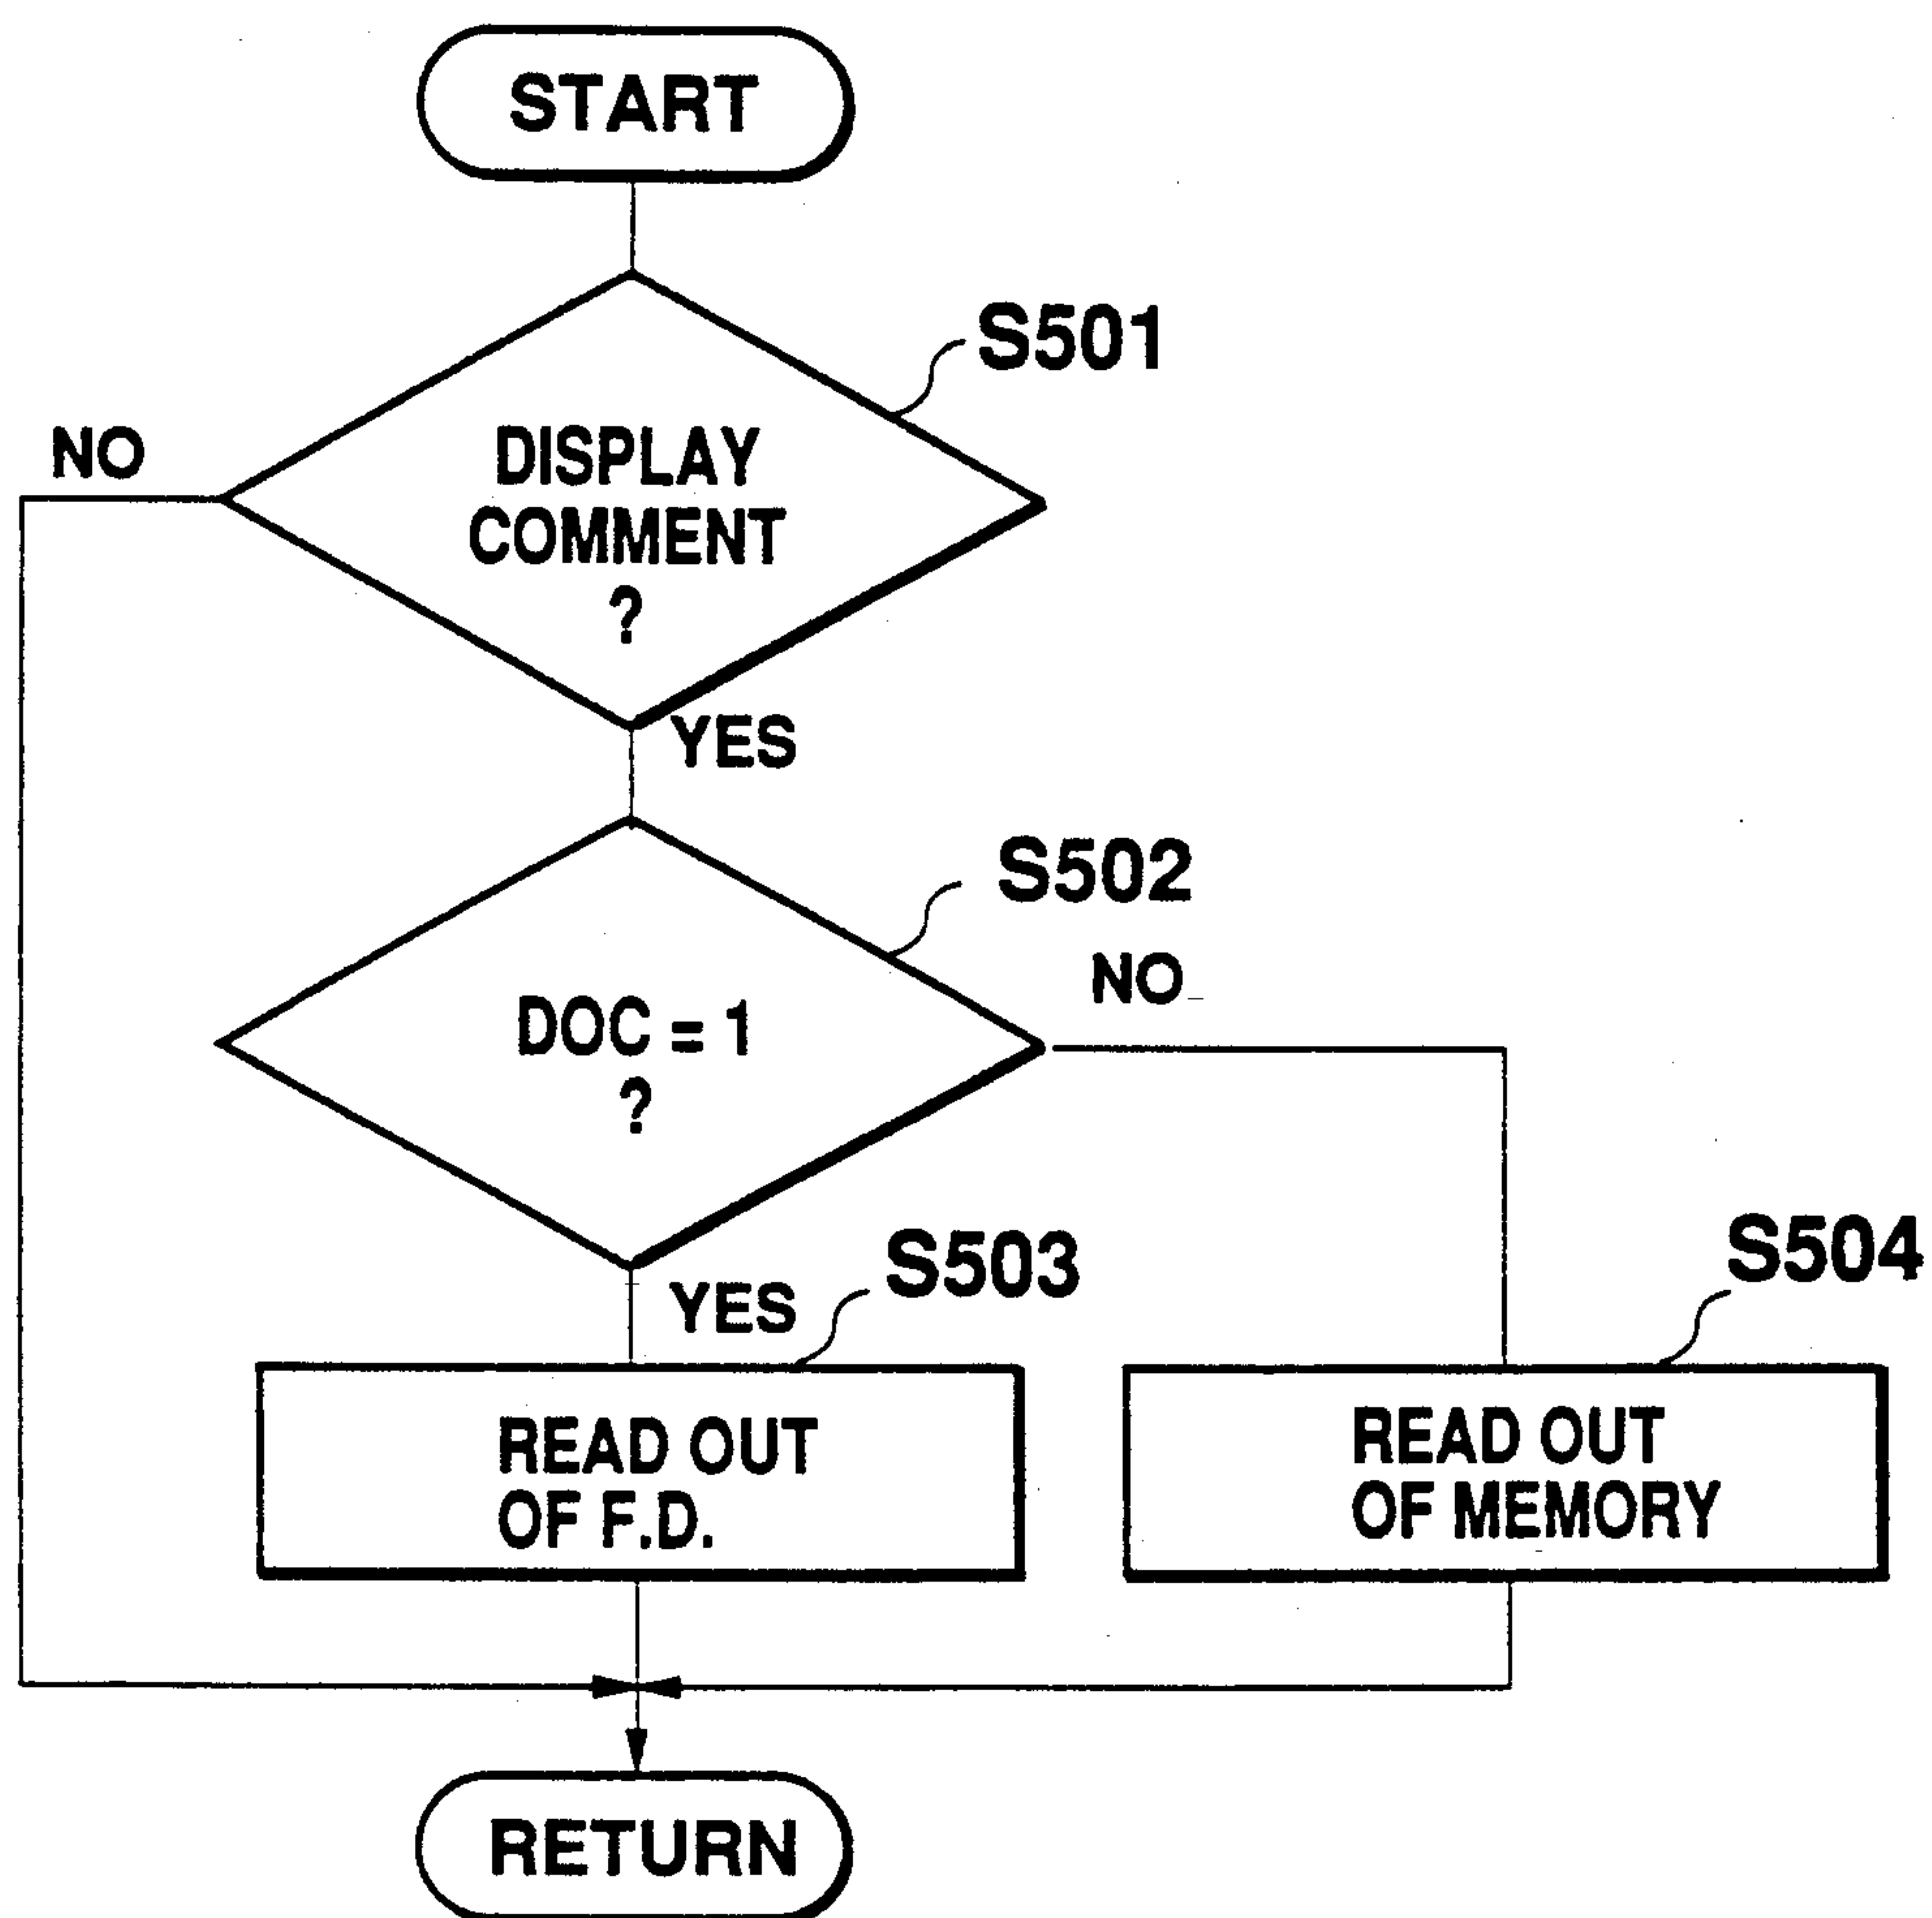 START
S501
NO
DISPLAY
COMMENT
?
YES
S502
NO
DOC = 1
?
S503
S504
YES
READ OUT
OF F.D.
READ OUT
OF MEMORY
RETURN